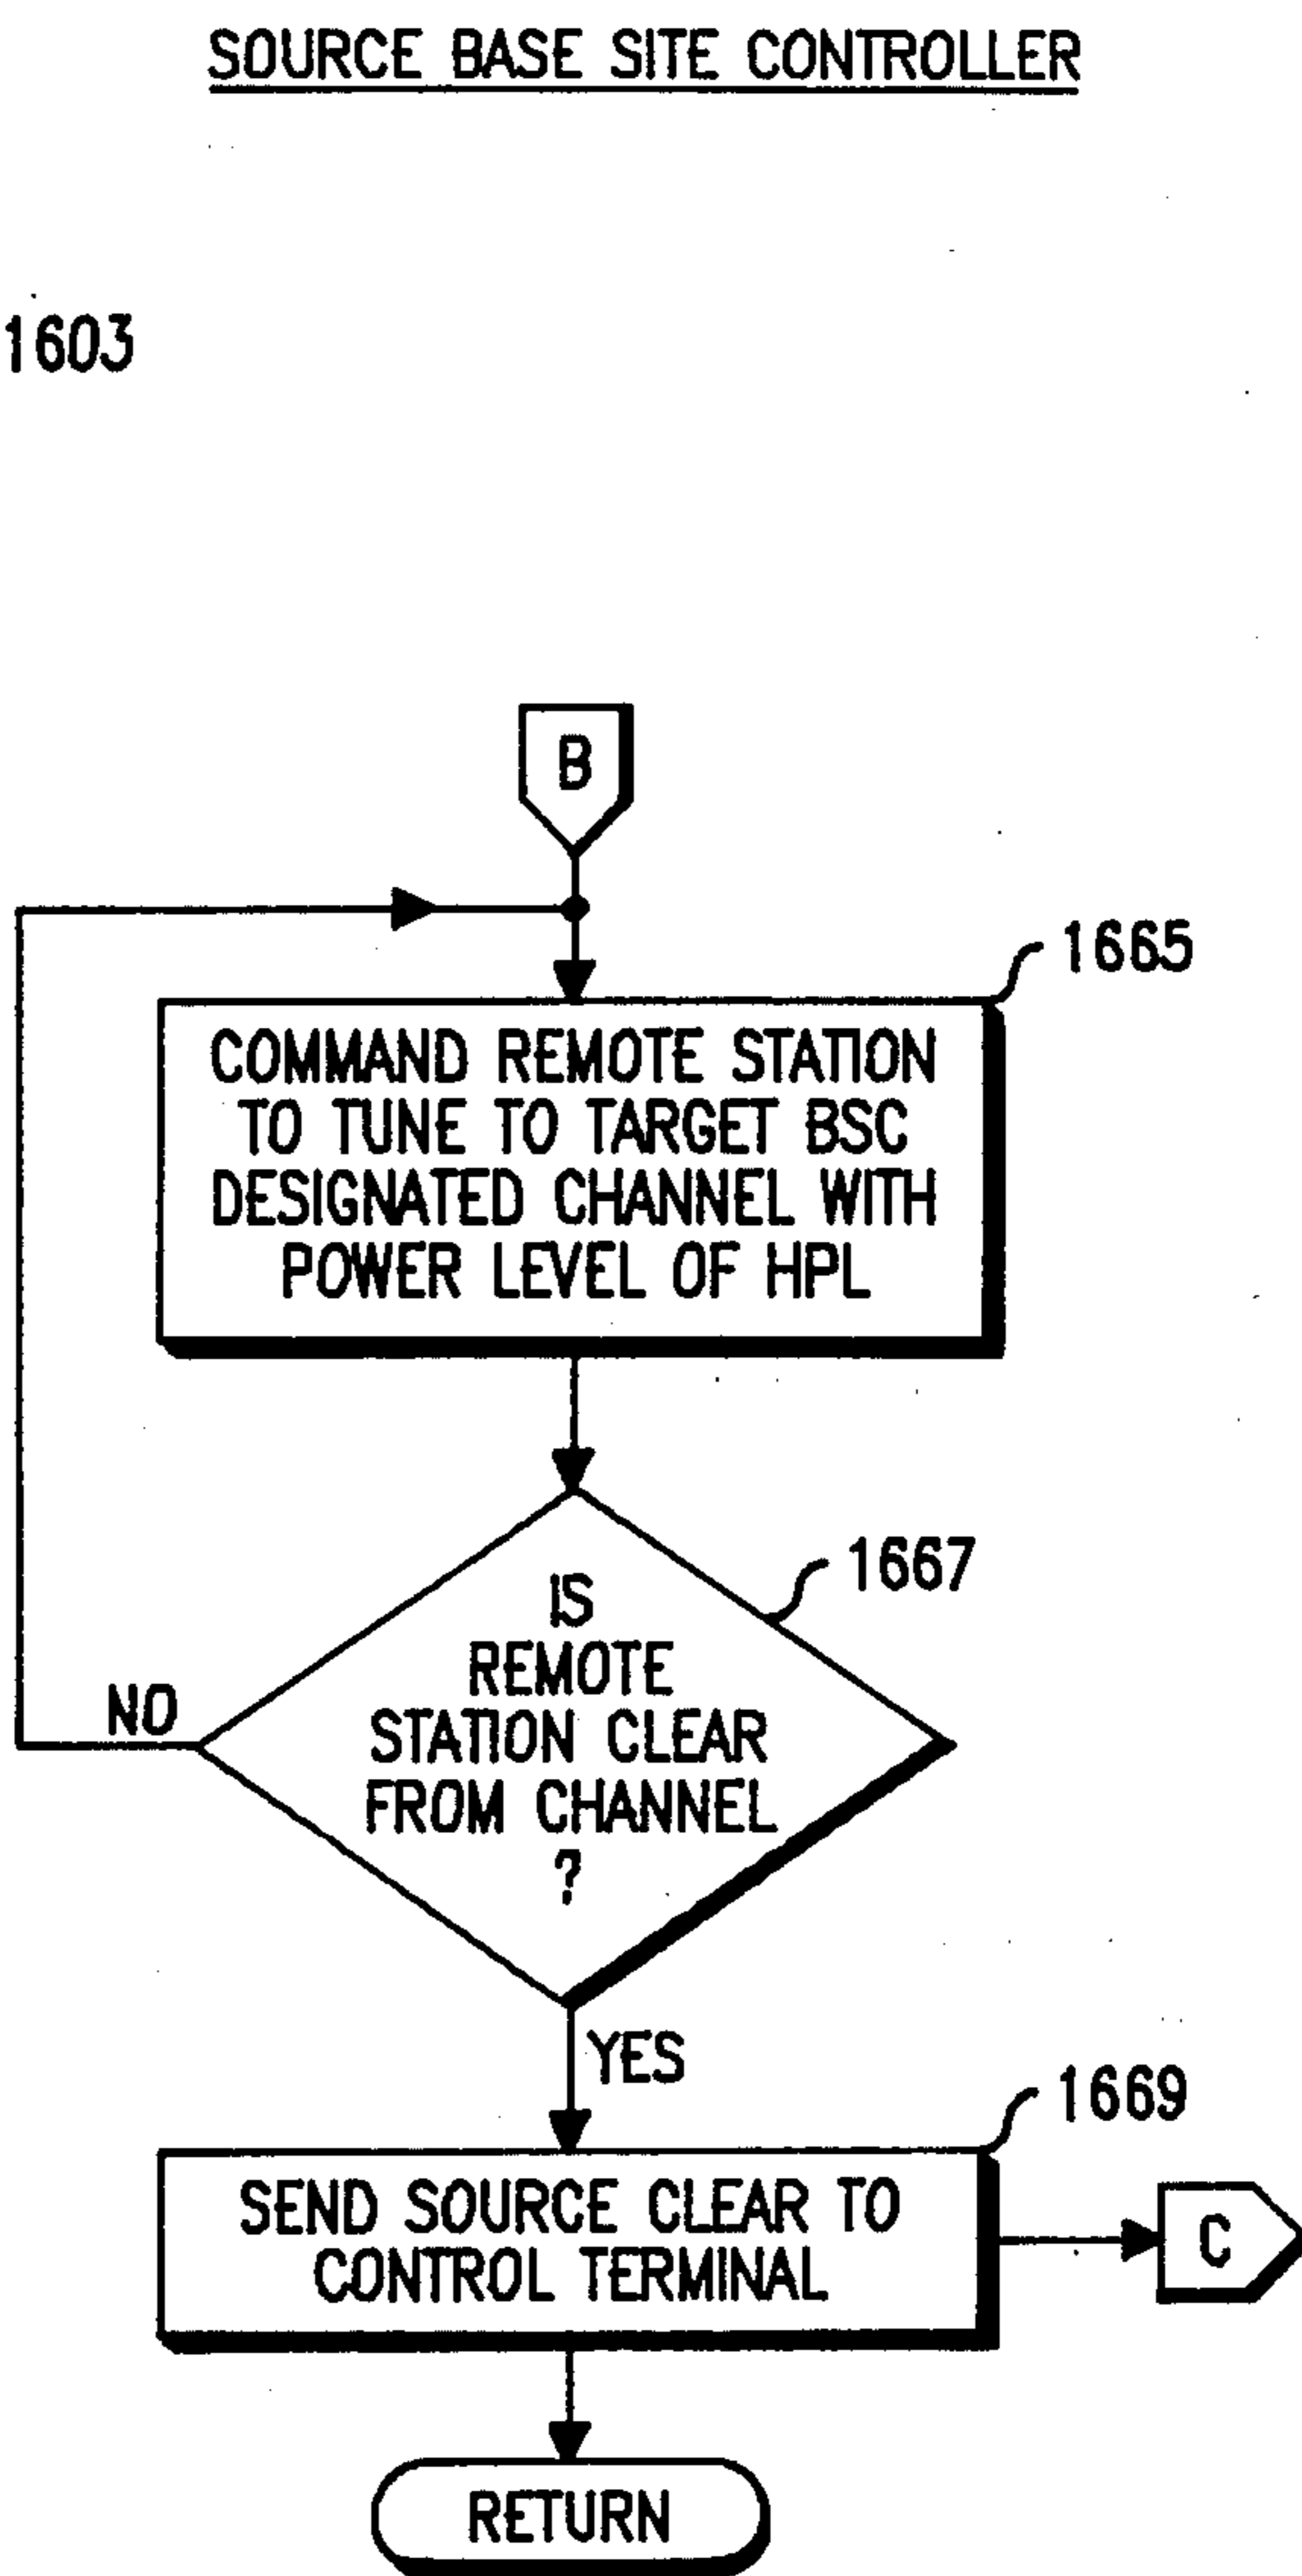 SOURCE BASE SITE CONTROLLER
1603
B
1665
COMMAND REMOTE STATION
TO TUNE TO TARGET BSC
DESIGNATED CHANNEL WITH
POWER LEVEL OF HPL
1667
IS
REMOTE
STATION CLEAR
FROM CHANNEL
?
NO
YES
1669
SEND SOURCE CLEAR TO
CONTROL TERMINAL
C
RETURN